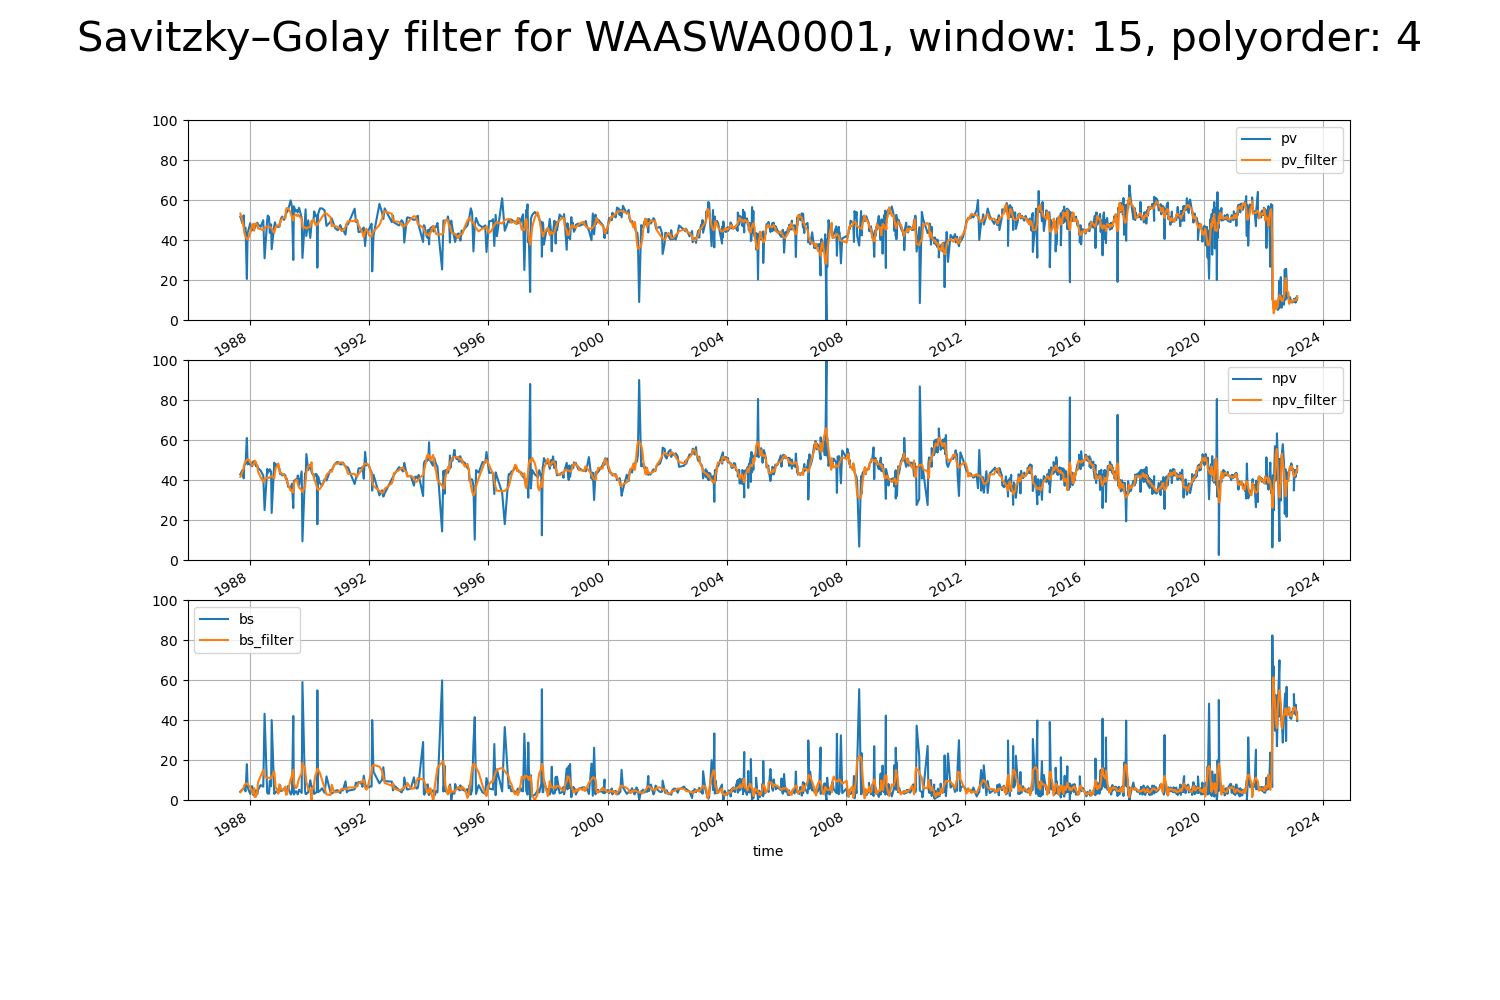 Savitzky–Golay filter for WAASWA0001, window: 15, polyorder: 4
100
80
60
40
20
0
pv
pv_filter
1988 1992 1996 2000 2004 2008 2012 2016 2020 2024
100
80
60
40
20
0
npv
npv_filter
1988 1992 1996 2000 2004 2008 2012 2016 2020 2024
100
80
60
40
20
0
bs
bs_filter
1988 1992 1996 2000 2004 2008 2012 2016 2020 2024
time